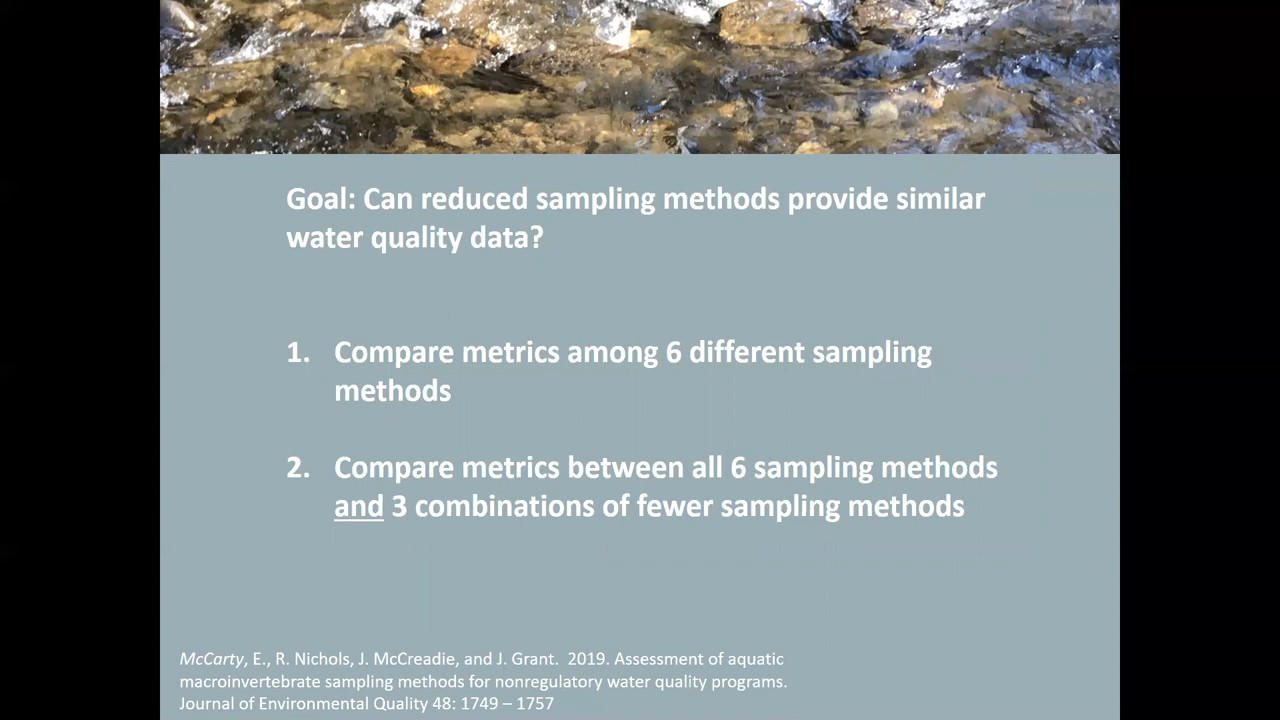 Goal: Can reduced sampling methods provide similar
water quality data?
1. Compare metrics among 6 different sampling
methods
2. Compare metrics between all 6 sampling methods
and 3 combinations of fewer sampling methods
McCarty, E., R. Nichols, J. McCreadie, and J. Grant. 2019. Assessment of aquatic
macroinvertebrate sampling methods for nonregulatory water quality programs.
Journal of Environmental Quality 48: 1749 – 1757